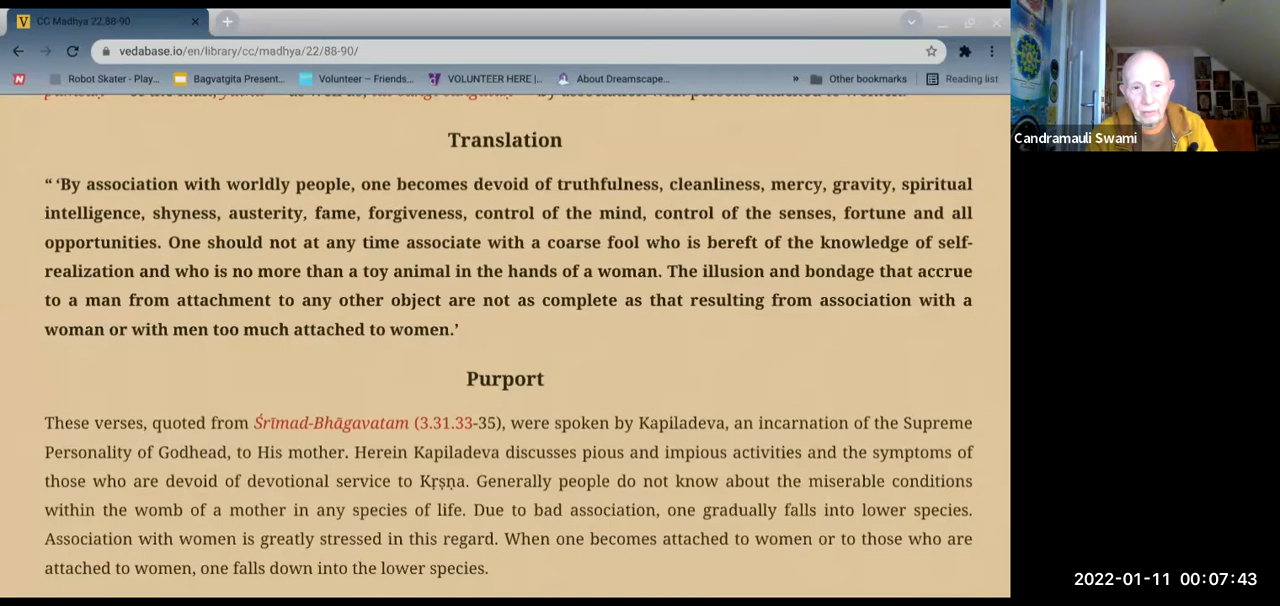 CC Madhya 22.88-90
vedabase.io/en/library/cc/madhya/22/88-90/
Robot Skater - Play... Bagvatgita Present... Volunteer – Friends... VOLUNTEER HERE |... About Dreamscape... » Other bookmarks Reading list
Translation
“ ‘By association with worldly people, one becomes devoid of truthfulness, cleanliness, mercy, gravity, spiritual
intelligence, shyness, austerity, fame, forgiveness, control of the mind, control of the senses, fortune and all
opportunities. One should not at any time associate with a coarse fool who is bereft of the knowledge of self-
realization and who is no more than a toy animal in the hands of a woman. The illusion and bondage that accrue
to a man from attachment to any other object are not as complete as that resulting from association with a
woman or with men too much attached to women.’
Purport
These verses, quoted from Śrīmad-Bhāgavatam (3.31.33-35), were spoken by Kapiladeva, an incarnation of the Supreme
Personality of Godhead, to His mother. Herein Kapiladeva discusses pious and impious activities and the symptoms of
those who are devoid of devotional service to Kṛṣṇa. Generally people do not know about the miserable conditions
within the womb of a mother in any species of life. Due to bad association, one gradually falls into lower species.
Association with women is greatly stressed in this regard. When one becomes attached to women or to those who are
attached to women, one falls down into the lower species.
Candramauli Swami
2022-01-11 00:07:43